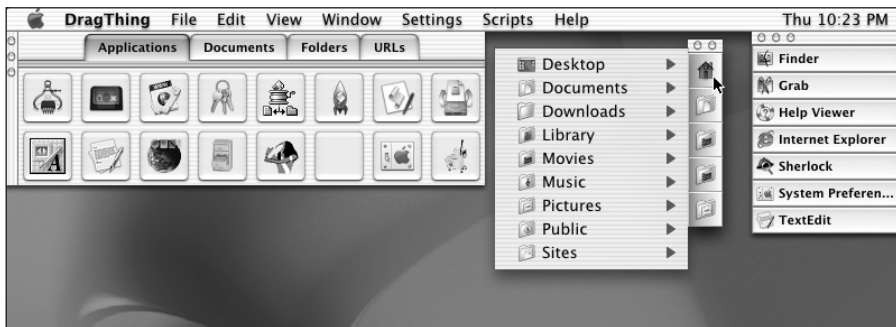 DragThing File Edit View Window Settings Scripts Help Thu 10:23 PM
Applications Documents Folders URLs
Desktop
Documents
Downloads
Library
Movies
Music
Pictures
Public
Sites
Finder
Grab
Help Viewer
Internet Explorer
Sherlock
System Preferen...
TextEdit